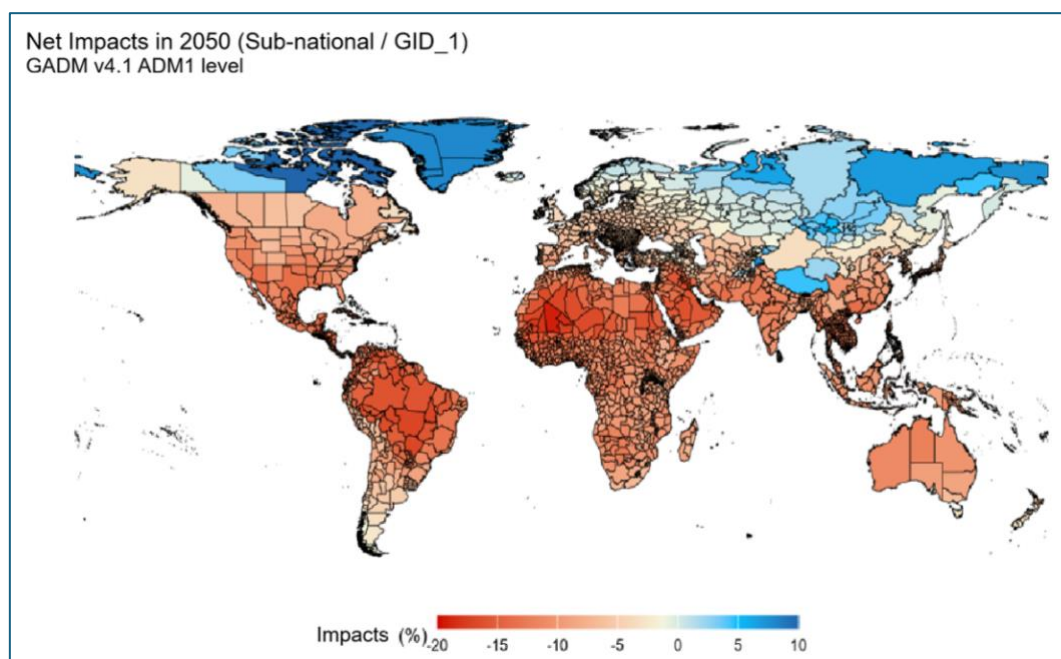 Net Impacts in 2050 (Sub-national / GID_1)
GADM v4.1 ADM1 level
Impacts (%)
-20 -15 -10 -5 0 5 10